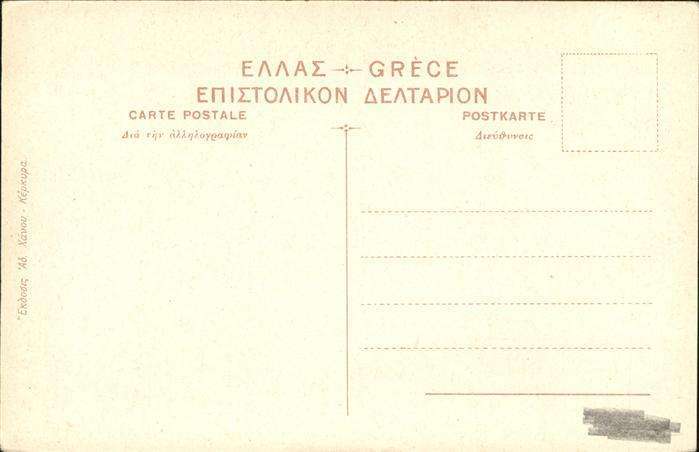 ΕΛΛΑΣ GRÈCE
ΕΠΙΣΤΟΛΙΚΟΝ ΔΕΛΤΑΡΙΟΝ
CARTE POSTALE
Διὰ τὴν ἀλληλογραφίαν
POSTKARTE
Διεύθυνσις
Ἔκδοσις Ἀδ. Χάνου - Κέρκυρα